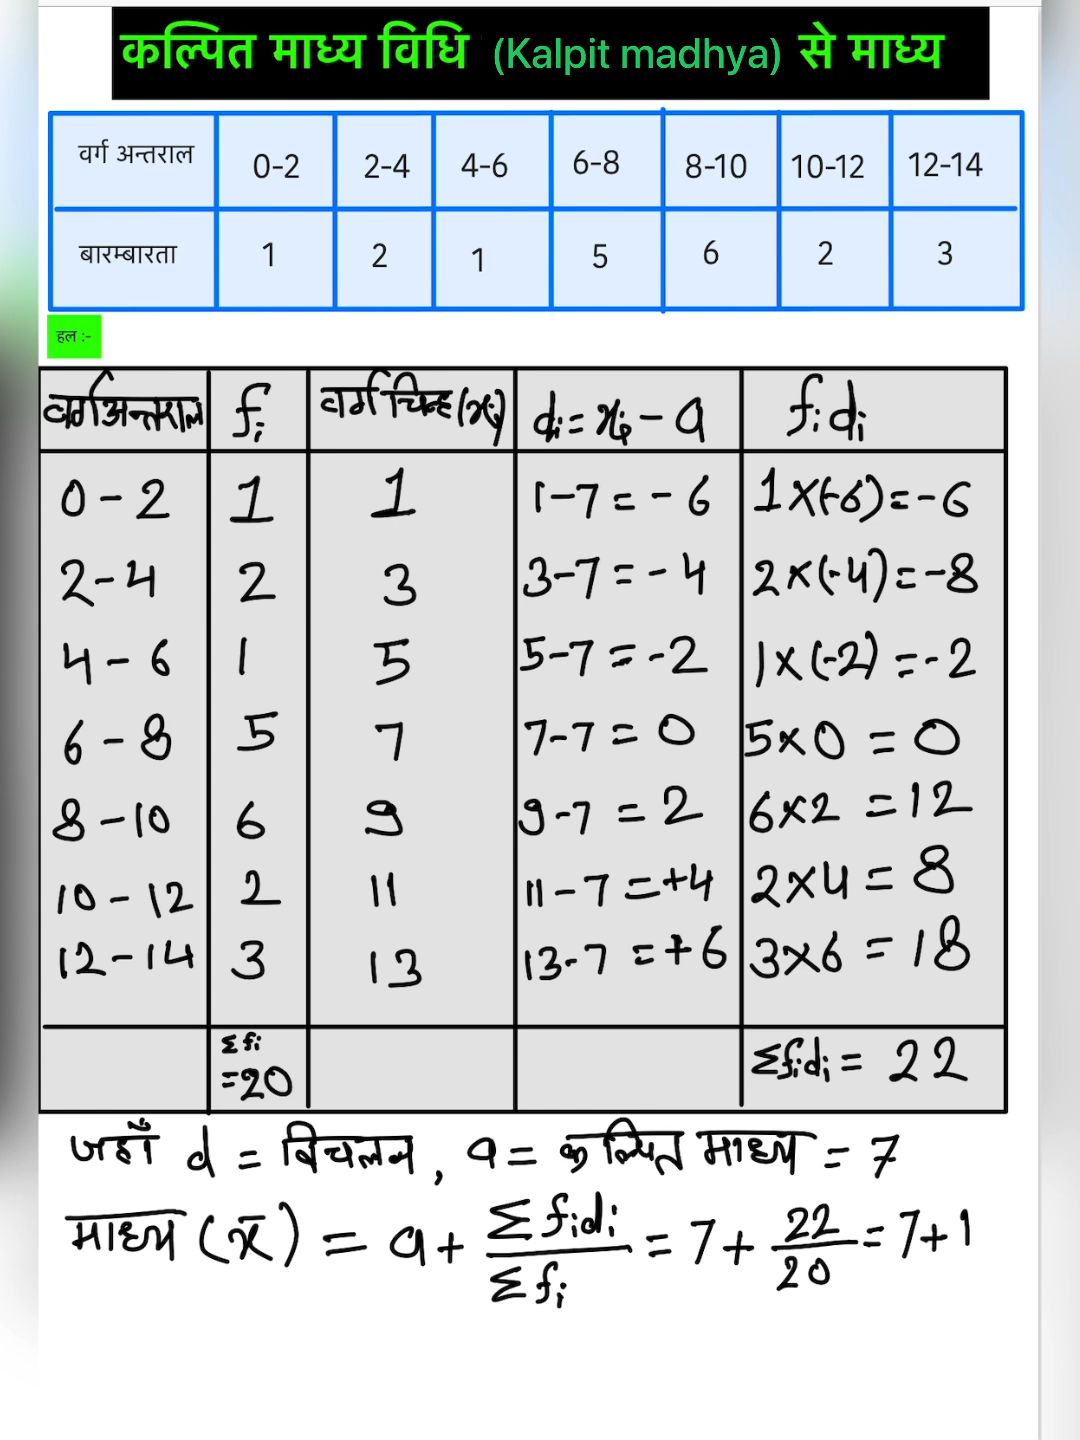 कल्पित माध्य विधि (Kalpit madhya) से माध्य
वर्ग अन्तराल 0-2 2-4 4-6 6-8 8-10 10-12 12-14
बारम्बारता 1 2 1 5 6 2 3
हल :-
वर्ग अन्तराल fi वर्ग चिन्ह (xi) di = xi - a fidi
0-2 1 1 1-7 = -6 1×(-6) = -6
2-4 2 3 3-7 = -4 2×(-4) = -8
4-6 1 5 5-7 = -2 1×(-2) = -2
6-8 5 7 7-7 = 0 5×0 = 0
8-10 6 9 9-7 = 2 6×2 = 12
10-12 2 11 11-7 = +4 2×4 = 8
12-14 3 13 13-7 = +6 3×6 = 18
Σfi = 20 Σfidi = 22
जहाँ d = विचलन, a = कल्पित माध्य = 7
माध्य (x̄) = a + Σfidi/Σfi = 7 + 22/20 = 7+1